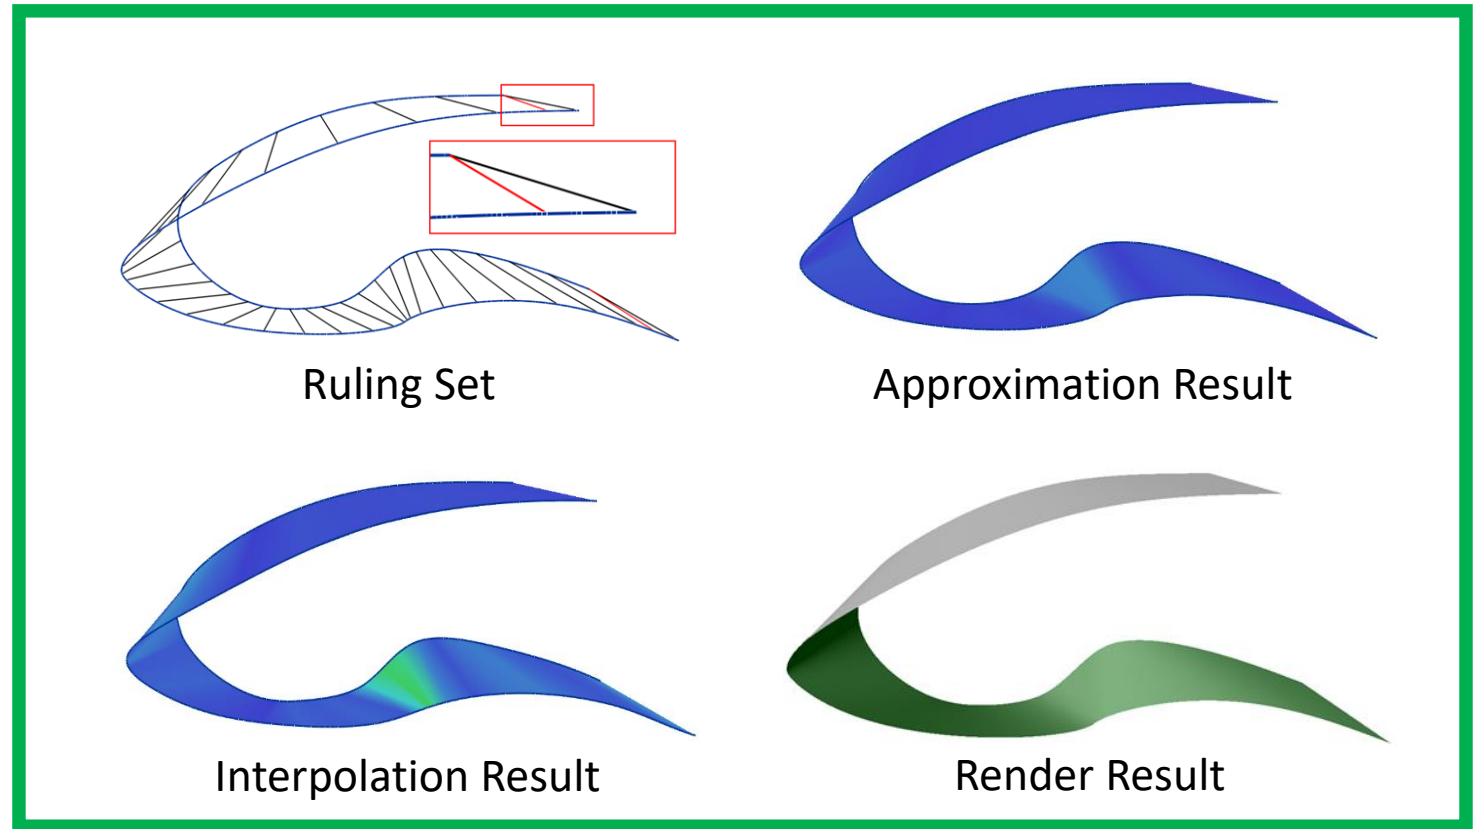 Ruling Set
Approximation Result
Interpolation Result
Render Result